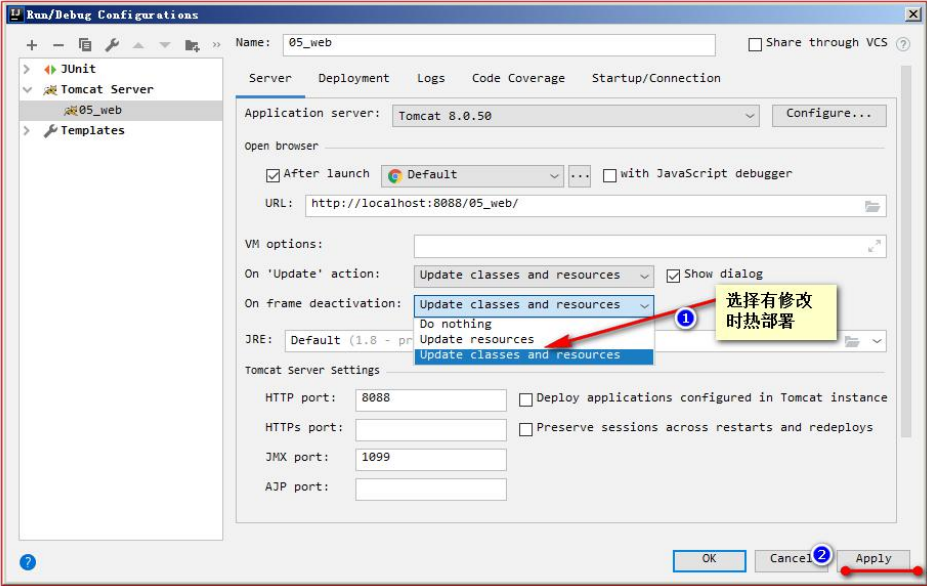 Run/Debug Configurations
Name: 05_web
Share through VCS
JUnit
Tomcat Server
05_web
Templates
Server Deployment Logs Code Coverage Startup/Connection
Application server: Tomcat 8.0.50 Configure...
Open browser
After launch Default ... with JavaScript debugger
URL: http://localhost:8088/05_web/
VM options:
On 'Update' action: Update classes and resources Show dialog
On frame deactivation: Update classes and resources
1
选择有修改
时热部署
Do nothing
Update resources
Update classes and resources
JRE: Default (1.8 - pr
Tomcat Server Settings
HTTP port: 8088 Deploy applications configured in Tomcat instance
HTTPs port: Preserve sessions across restarts and redeploys
JMX port: 1099
AJP port:
?
OK Cancel 2 Apply